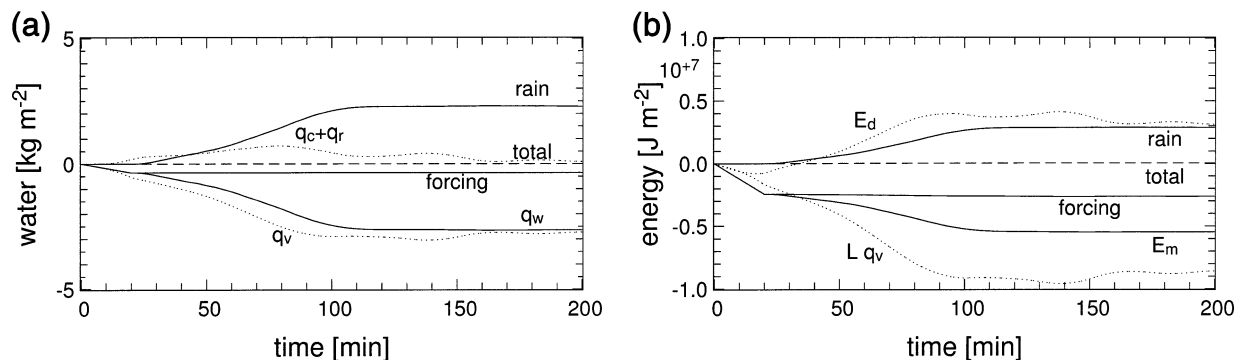 (a)
5
0
-5
water [kg m⁻²]
rain
q_c+q_r
total
forcing
q_w
q_v
0
50
100
150
200
time [min]
(b)
1.0
10⁺⁷
0.5
0.0
-0.5
-1.0
energy [J m⁻²]
E_d
rain
total
forcing
E_m
L q_v
0
50
100
150
200
time [min]